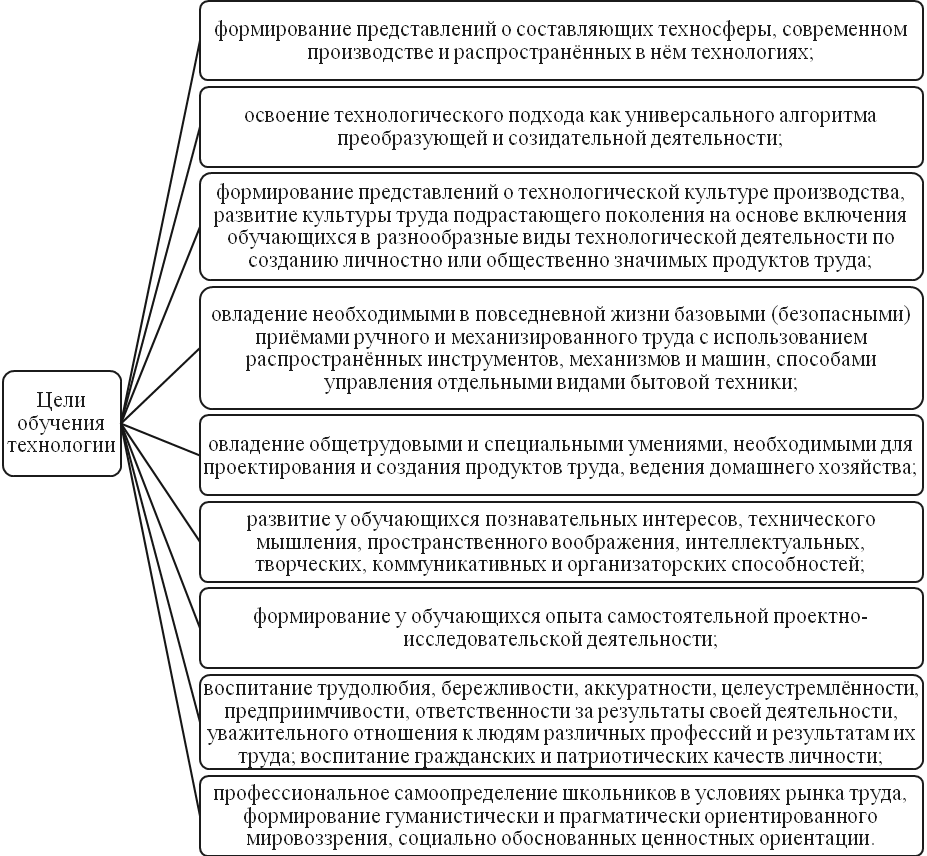 формирование представлений о составляющих техносферы, современном
производстве и распространённых в нём технологиях;
освоение технологического подхода как универсального алгоритма
преобразующей и созидательной деятельности;
формирование представлений о технологической культуре производства,
развитие культуры труда подрастающего поколения на основе включения
обучающихся в разнообразные виды технологической деятельности по
созданию личностно или общественно значимых продуктов труда;
овладение необходимыми в повседневной жизни базовыми (безопасными)
приёмами ручного и механизированного труда с использованием
распространённых инструментов, механизмов и машин, способами
управления отдельными видами бытовой техники;
Цели
обучения
технологии
овладение общетрудовыми и специальными умениями, необходимыми для
проектирования и создания продуктов труда, ведения домашнего хозяйства;
развитие у обучающихся познавательных интересов, технического
мышления, пространственного воображения, интеллектуальных,
творческих, коммуникативных и организаторских способностей;
формирование у обучающихся опыта самостоятельной проектно-
исследовательской деятельности;
воспитание трудолюбия, бережливости, аккуратности, целеустремлённости,
предприимчивости, ответственности за результаты своей деятельности,
уважительного отношения к людям различных профессий и результатам их
труда; воспитание гражданских и патриотических качеств личности;
профессиональное самоопределение школьников в условиях рынка труда,
формирование гуманистически и прагматически ориентированного
мировоззрения, социально обоснованных ценностных ориентации.